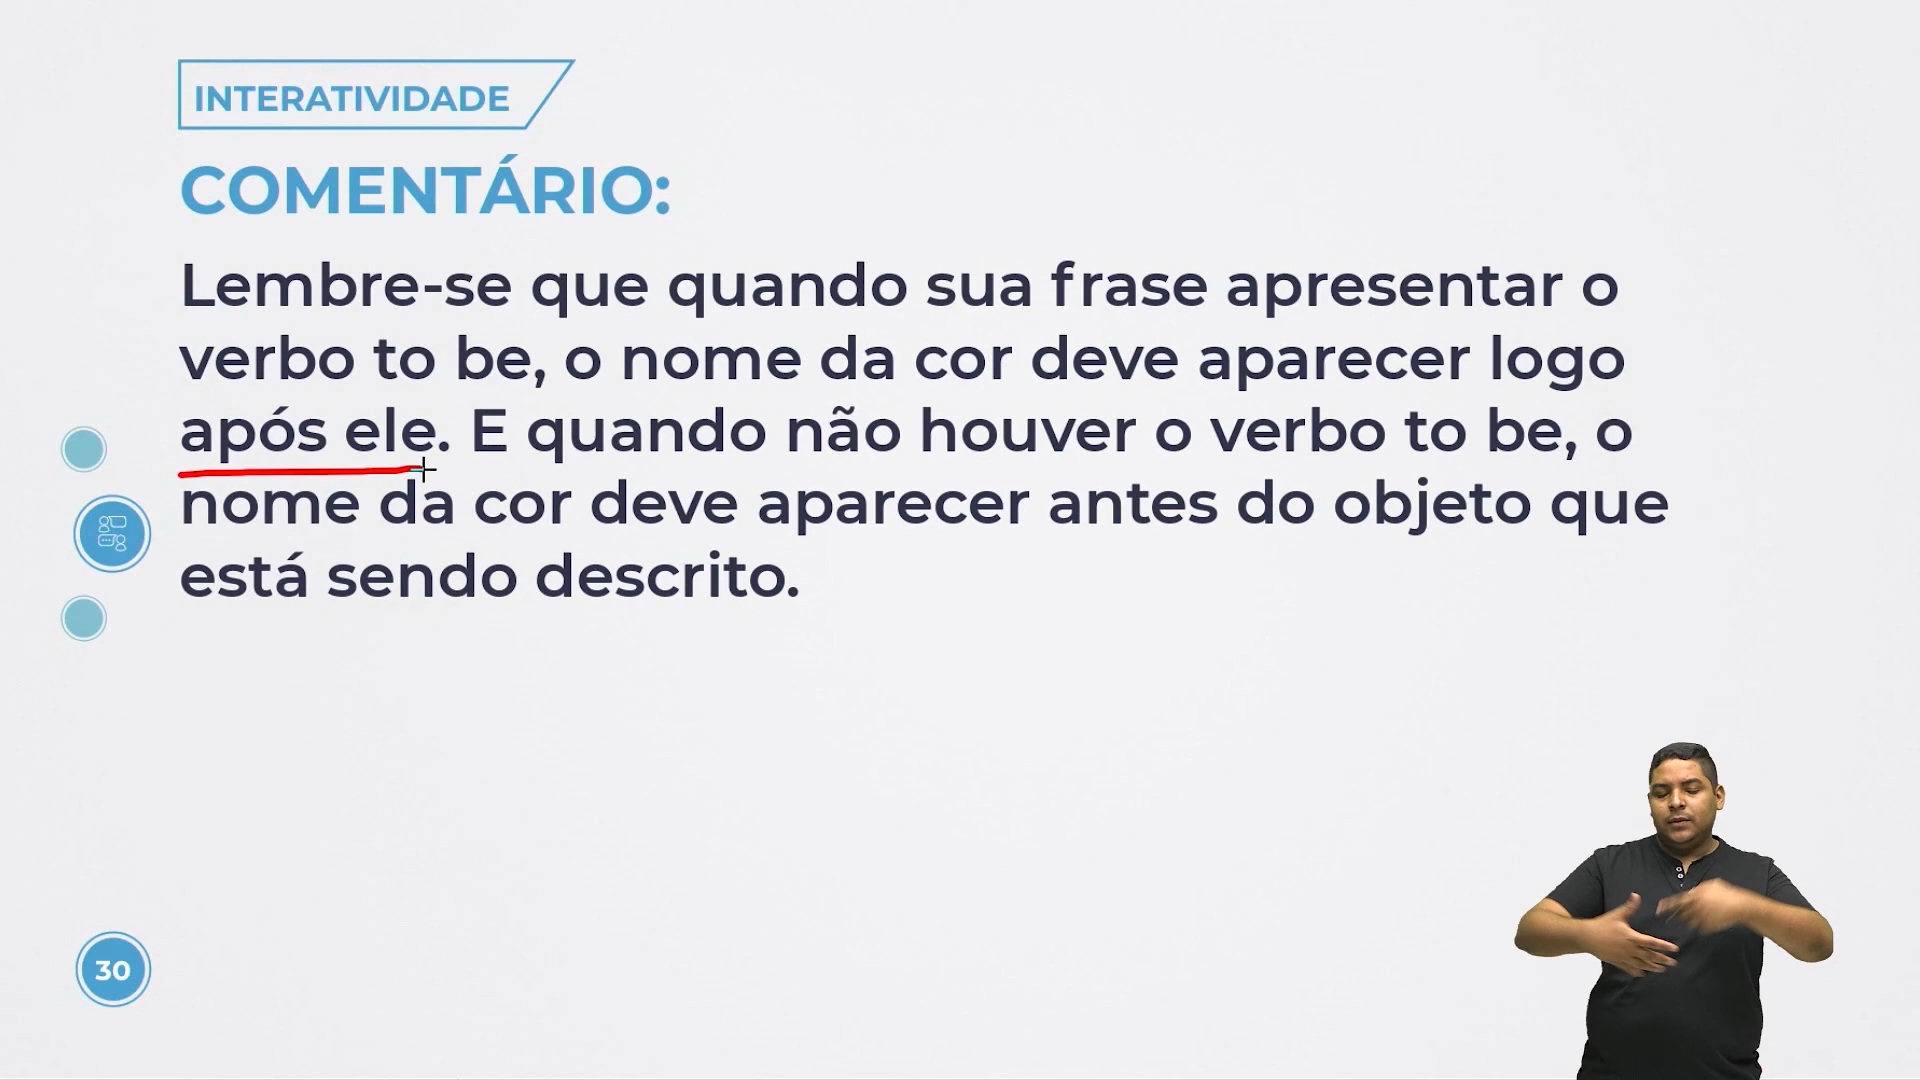 INTERATIVIDADE
COMENTÁRIO:
Lembre-se que quando sua frase apresentar o
verbo to be, o nome da cor deve aparecer logo
após ele. E quando não houver o verbo to be, o
nome da cor deve aparecer antes do objeto que
está sendo descrito.
30